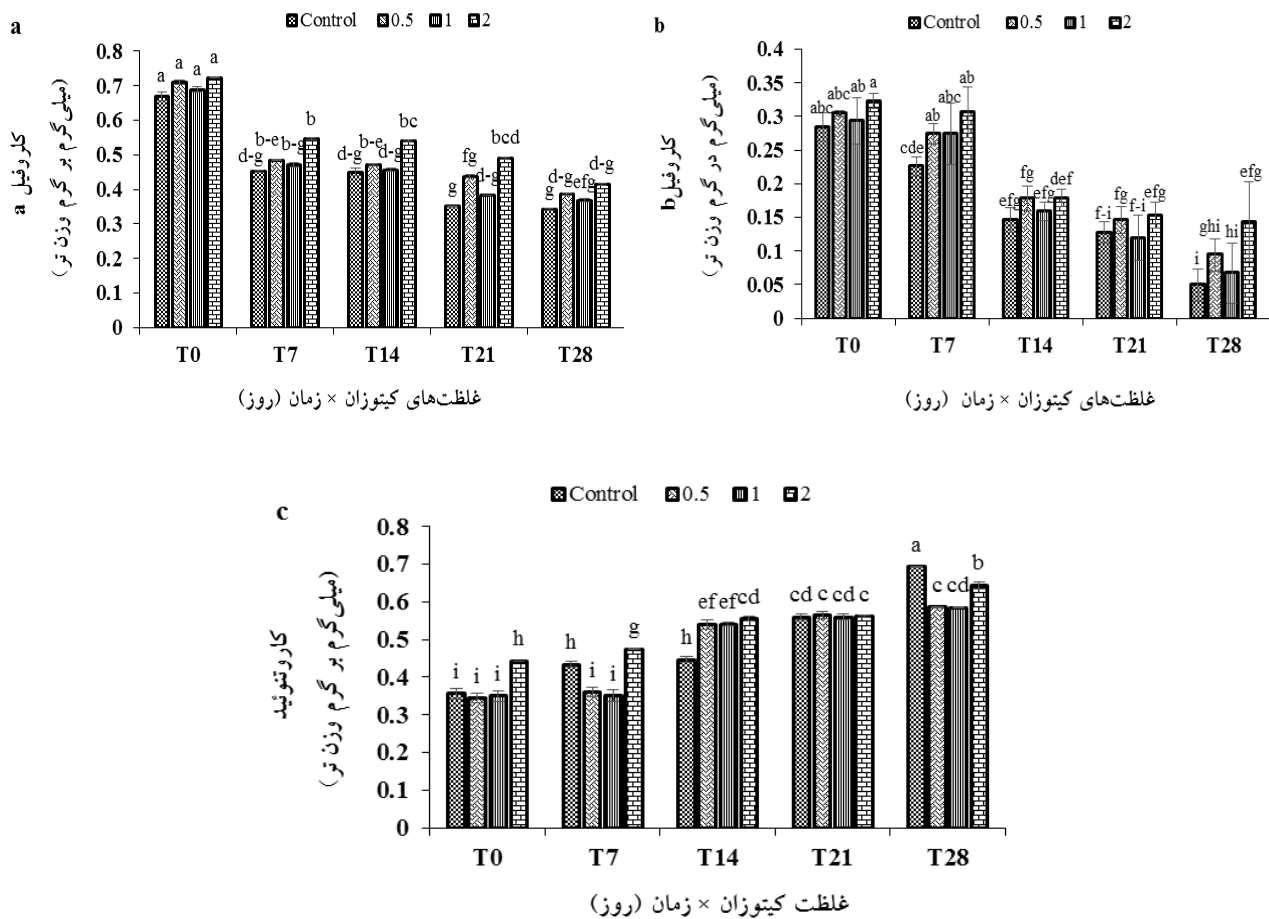 a
Control 0.5 1 2
کلروفیل a
(میلی‌گرم بر گرم وزن تر)
0.8
0.7
0.6
0.5
0.4
0.3
0.2
0.1
0
a a a a
d-g b-e b-g b
d-g b-e d-g bc
g fg d-g bcd
g d-g efg d-g
T0 T7 T14 T21 T28
غلظت‌های کیتوزان × زمان (روز)
b
Control 0.5 1 2
کلروفیل b
(میلی‌گرم در گرم وزن تر)
0.4
0.35
0.3
0.25
0.2
0.15
0.1
0.05
0
abc abc ab a
cde ab abc ab
efg fg efg def
f-i fg f-i efg
i ghi hi efg
T0 T7 T14 T21 T28
غلظت‌های کیتوزان × زمان (روز)
c
Control 0.5 1 2
کاروتنوئید
(میلی‌گرم بر گرم وزن تر)
0.8
0.7
0.6
0.5
0.4
0.3
0.2
0.1
0
i i i h
h i i g
h ef ef cd
cd c cd c
a c cd b
T0 T7 T14 T21 T28
غلظت کیتوزان × زمان (روز)